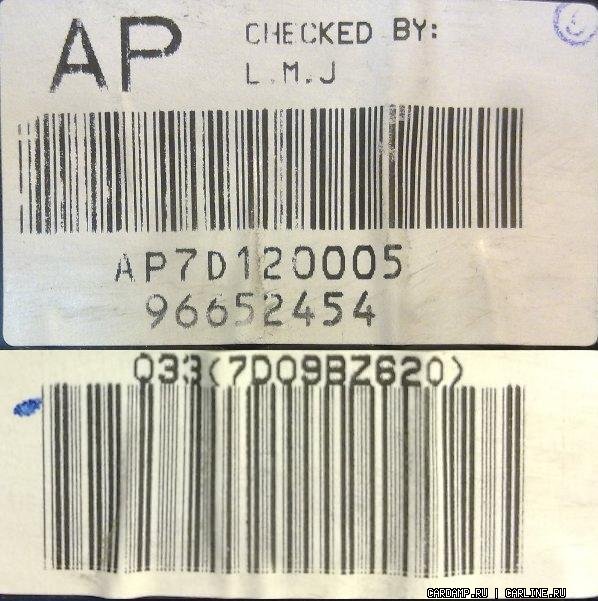 AP
CHECKED BY:
L.M.J
AP7D120005
96652454
Q33(7D09BZ620)
CARDAMP.RU | CARLINE.RU